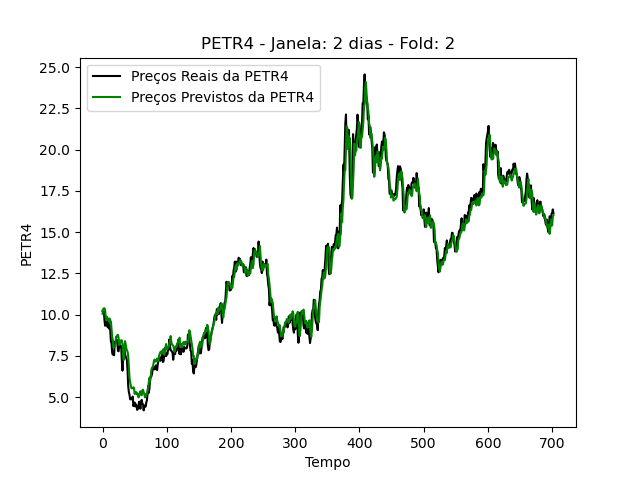 PETR4 - Janela: 2 dias - Fold: 2
Preços Reais da PETR4
Preços Previstos da PETR4
PETR4
25.0
22.5
20.0
17.5
15.0
12.5
10.0
7.5
5.0
0 100 200 300 400 500 600 700
Tempo